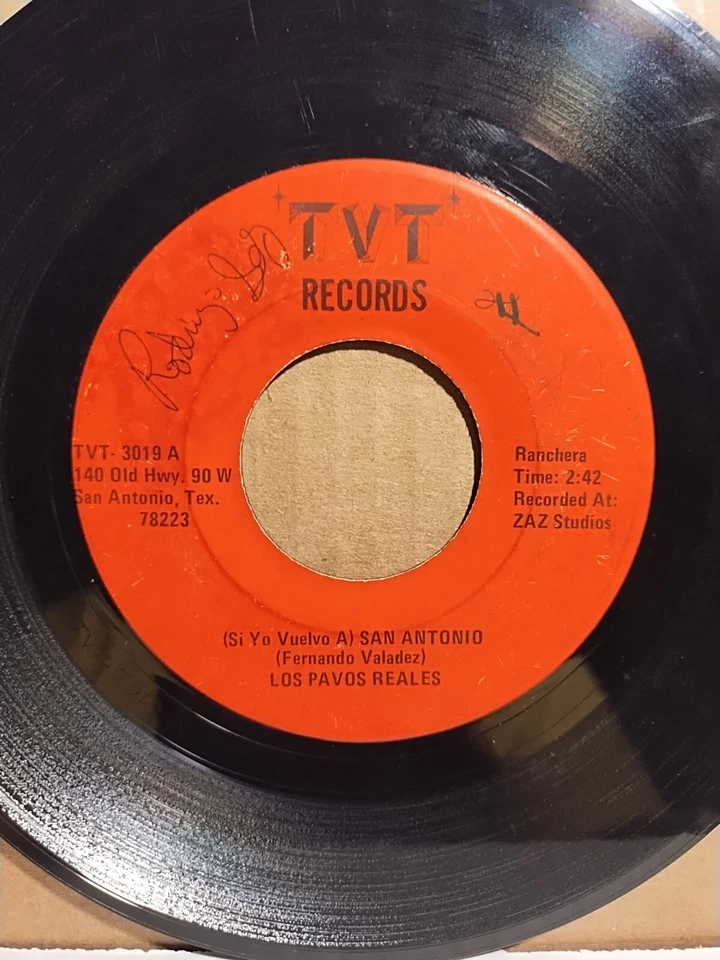 TVT
RECORDS
TVT- 3019 A
140 Old Hwy. 90 W
San Antonio, Tex.
78223
Ranchera
Time: 2:42
Recorded At:
ZAZ Studios
(Si Yo Vuelvo A) SAN ANTONIO
(Fernando Valadez)
LOS PAVOS REALES